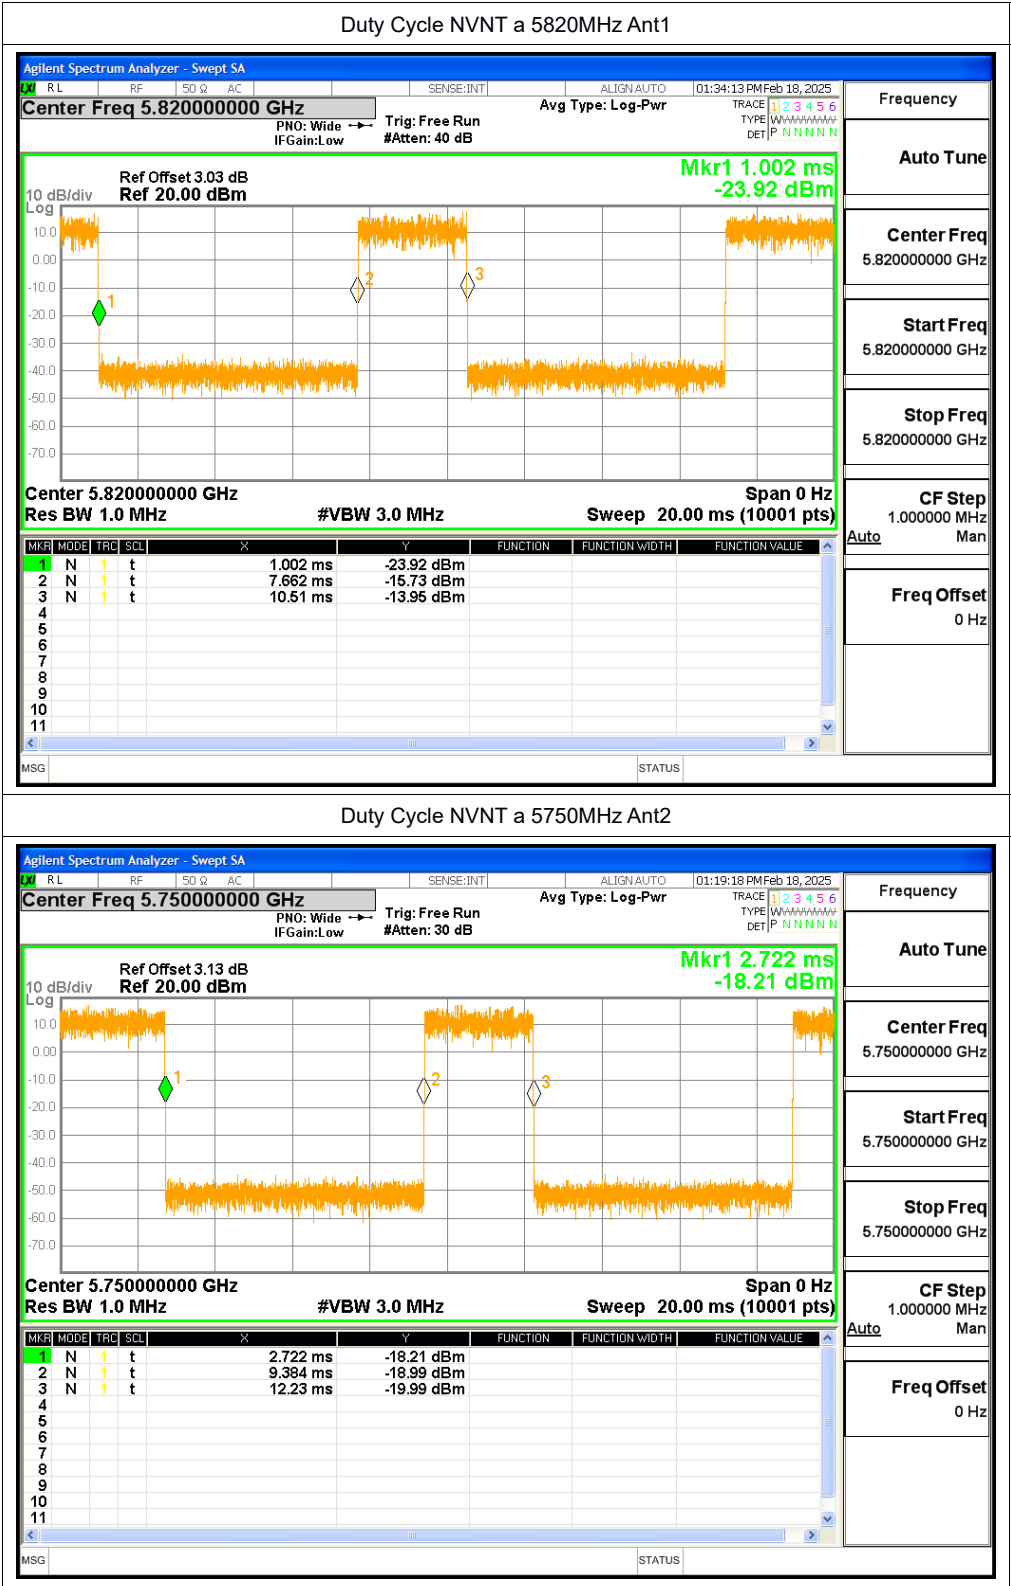 Duty Cycle NVNT a 5820MHz Ant1
Agilent Spectrum Analyzer - Swept SA
LXI RL RF 50 Ω AC SENSE:INT ALIGN AUTO 01:34:13 PM Feb 18, 2025
Center Freq 5.820000000 GHz Avg Type: Log-Pwr TRACE 1 2 3 4 5 6
PNO: Wide Trig: Free Run TYPE W
IFGain:Low #Atten: 40 dB DET P N N N N N
Mkr1 1.002 ms
-23.92 dBm
Ref Offset 3.03 dB
10 dB/div Ref 20.00 dBm
Log
10.0
0.00
-10.0
-20.0
-30.0
-40.0
-50.0
-60.0
-70.0
1
2
3
Center 5.820000000 GHz Span 0 Hz
Res BW 1.0 MHz #VBW 3.0 MHz Sweep 20.00 ms (10001 pts)
MKR MODE TRC SCL X Y FUNCTION FUNCTION WIDTH FUNCTION VALUE
1 N 1 t 1.002 ms -23.92 dBm
2 N 1 t 7.662 ms -15.73 dBm
3 N 1 t 10.51 ms -13.95 dBm
4
5
6
7
8
9
10
11
MSG STATUS
Frequency
Auto Tune
Center Freq
5.820000000 GHz
Start Freq
5.820000000 GHz
Stop Freq
5.820000000 GHz
CF Step
1.000000 MHz
Auto Man
Freq Offset
0 Hz
Duty Cycle NVNT a 5750MHz Ant2
Agilent Spectrum Analyzer - Swept SA
LXI RL RF 50 Ω AC SENSE:INT ALIGN AUTO 01:19:18 PM Feb 18, 2025
Center Freq 5.750000000 GHz Avg Type: Log-Pwr TRACE 1 2 3 4 5 6
PNO: Wide Trig: Free Run TYPE W
IFGain:Low #Atten: 30 dB DET P N N N N N
Mkr1 2.722 ms
-18.21 dBm
Ref Offset 3.13 dB
10 dB/div Ref 20.00 dBm
Log
10.0
0.00
-10.0
-20.0
-30.0
-40.0
-50.0
-60.0
-70.0
1
2
3
Center 5.750000000 GHz Span 0 Hz
Res BW 1.0 MHz #VBW 3.0 MHz Sweep 20.00 ms (10001 pts)
MKR MODE TRC SCL X Y FUNCTION FUNCTION WIDTH FUNCTION VALUE
1 N 1 t 2.722 ms -18.21 dBm
2 N 1 t 9.384 ms -18.99 dBm
3 N 1 t 12.23 ms -19.99 dBm
4
5
6
7
8
9
10
11
MSG STATUS
Frequency
Auto Tune
Center Freq
5.750000000 GHz
Start Freq
5.750000000 GHz
Stop Freq
5.750000000 GHz
CF Step
1.000000 MHz
Auto Man
Freq Offset
0 Hz